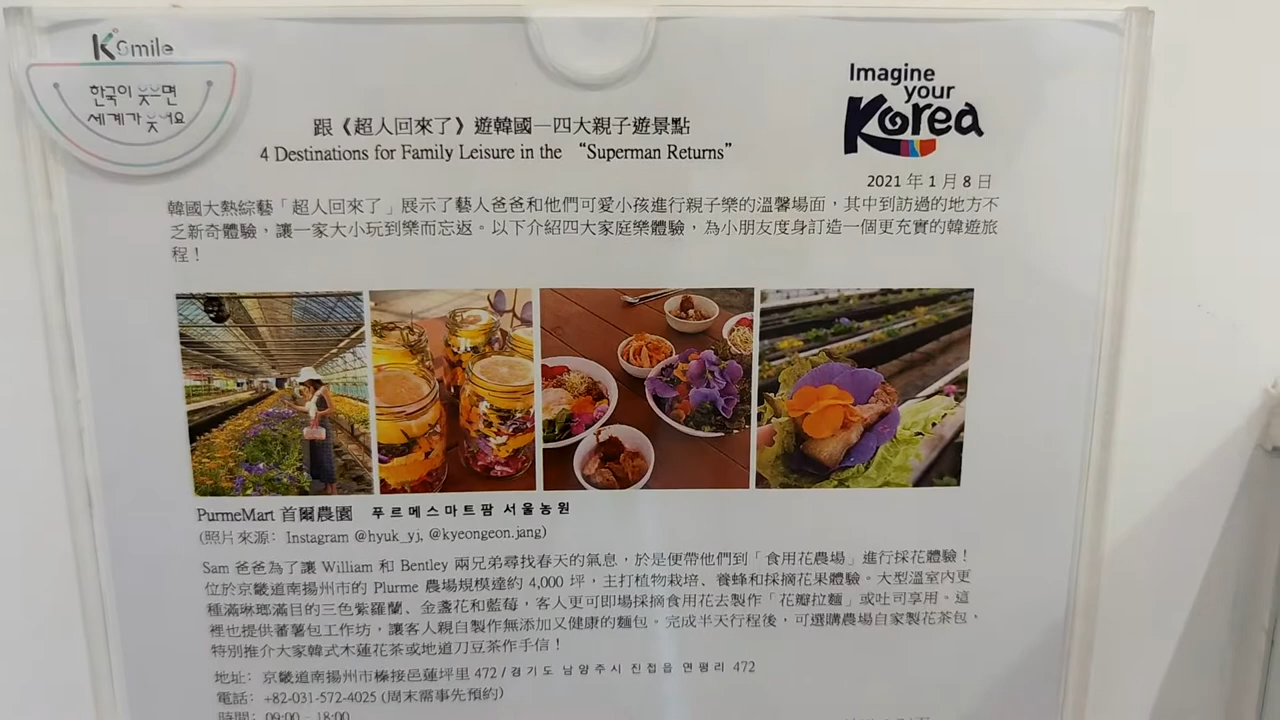 K Smile
한국이 웃으면
세계가 웃어요
Imagine
your
Korea
跟《超人回來了》遊韓國—四大親子遊景點
4 Destinations for Family Leisure in the “Superman Returns”
2021 年 1 月 8 日
韓國大熱綜藝「超人回來了」展示了藝人爸爸和他們可愛小孩進行親子樂的溫馨場面，其中到訪過的地方不
乏新奇體驗，讓一家大小玩到樂而忘返。以下介紹四大家庭樂體驗，為小朋友度身訂造一個更充實的韓遊旅
程！
PurmeMart 首爾農園 푸르메스마트팜 서울농원
(照片來源: Instagram @hyuk_yj, @kyeongeon.jang)
Sam 爸爸為了讓 William 和 Bentley 兩兄弟尋找春天的氣息，於是便帶他們到「食用花農場」進行採花體驗！
位於京畿道南揚州市的 Plurme 農場規模達約 4,000 坪，主打植物栽培、養蜂和採摘花果體驗。大型溫室內更
種滿琳瑯滿目的三色紫羅蘭、金盞花和藍莓，客人更可即場採摘食用花去製作「花瓣拉麵」或吐司享用。這
裡也提供蕃薯包工作坊，讓客人親自製作無添加又健康的麵包。完成半天行程後，可選購農場自家製花茶包，
特別推介大家韓式木蓮花茶或地道刀豆茶作手信！
地址: 京畿道南揚州市榛接邑蓮坪里 472 / 경기도 남양주시 진접읍 연평리 472
電話: +82-031-572-4025 (周末需事先預約)
時間: 09:00 – 18:00